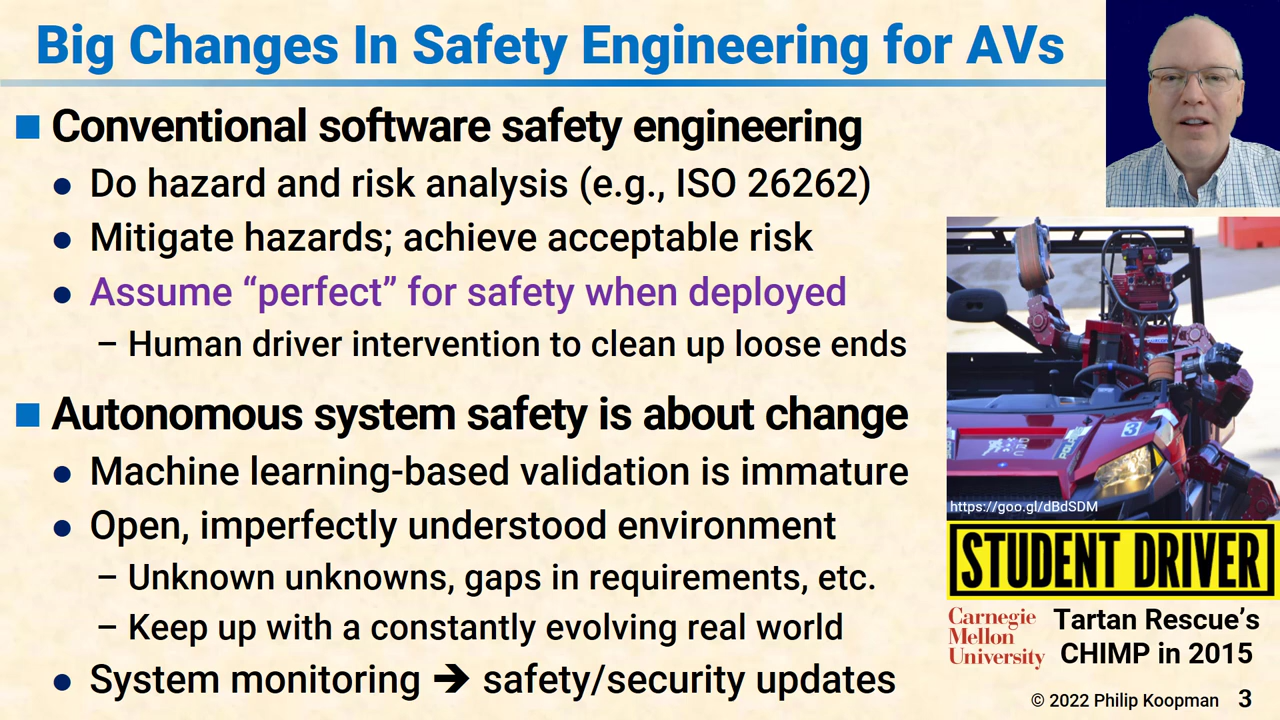 Big Changes In Safety Engineering for AVs
Conventional software safety engineering
Do hazard and risk analysis (e.g., ISO 26262)
Mitigate hazards; achieve acceptable risk
Assume “perfect” for safety when deployed
– Human driver intervention to clean up loose ends
Autonomous system safety is about change
Machine learning-based validation is immature
Open, imperfectly understood environment
– Unknown unknowns, gaps in requirements, etc.
– Keep up with a constantly evolving real world
System monitoring ➔ safety/security updates
https://goo.gl/dBdSDM
STUDENT DRIVER
Carnegie
Mellon
University
Tartan Rescue’s
CHIMP in 2015
© 2022 Philip Koopman 3